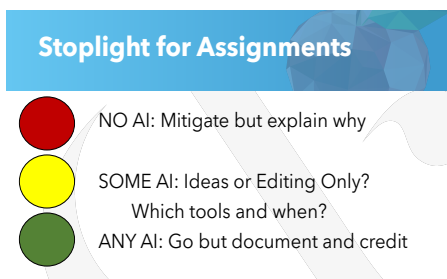 Stoplight for Assignments
NO AI: Mitigate but explain why
SOME AI: Ideas or Editing Only?
Which tools and when?
ANY AI: Go but document and credit